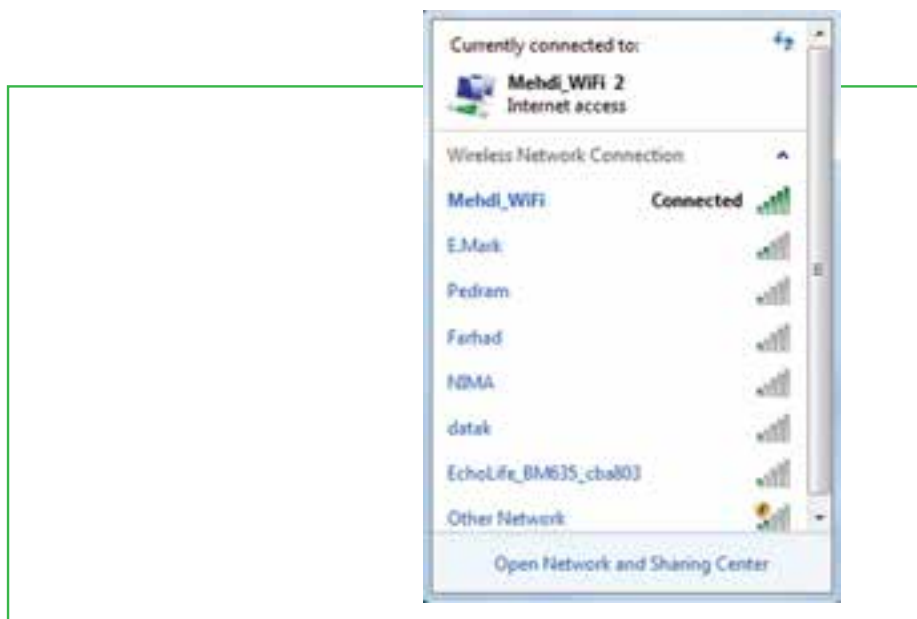 Currently connected to:
Mehdi_WiFi 2
Internet access
Wireless Network Connection
Mehdi_WiFi Connected
E.Mark
Pedram
Farhad
NIMA
datak
EchoLife_BM635_cba803
Other Network
Open Network and Sharing Center